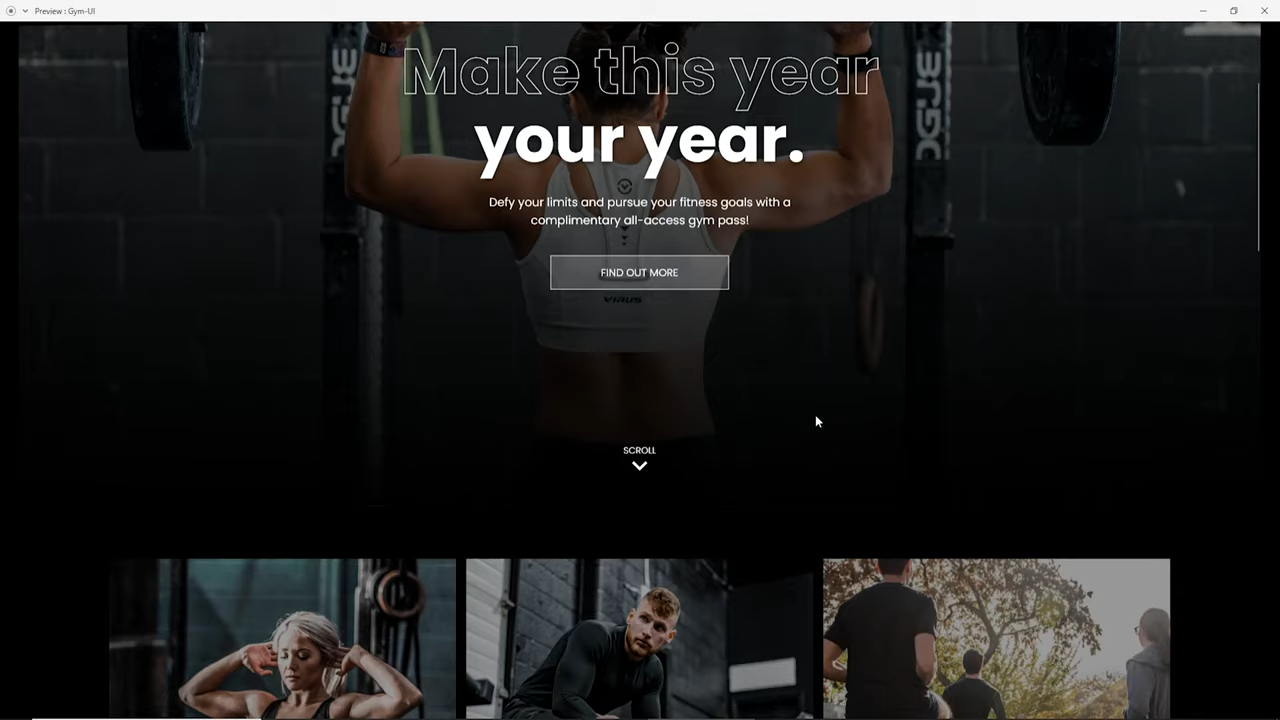 Preview : Gym-UI
Make this year
your year.
Defy your limits and pursue your fitness goals with a
complimentary all-access gym pass!
FIND OUT MORE
VIRUS
SCROLL